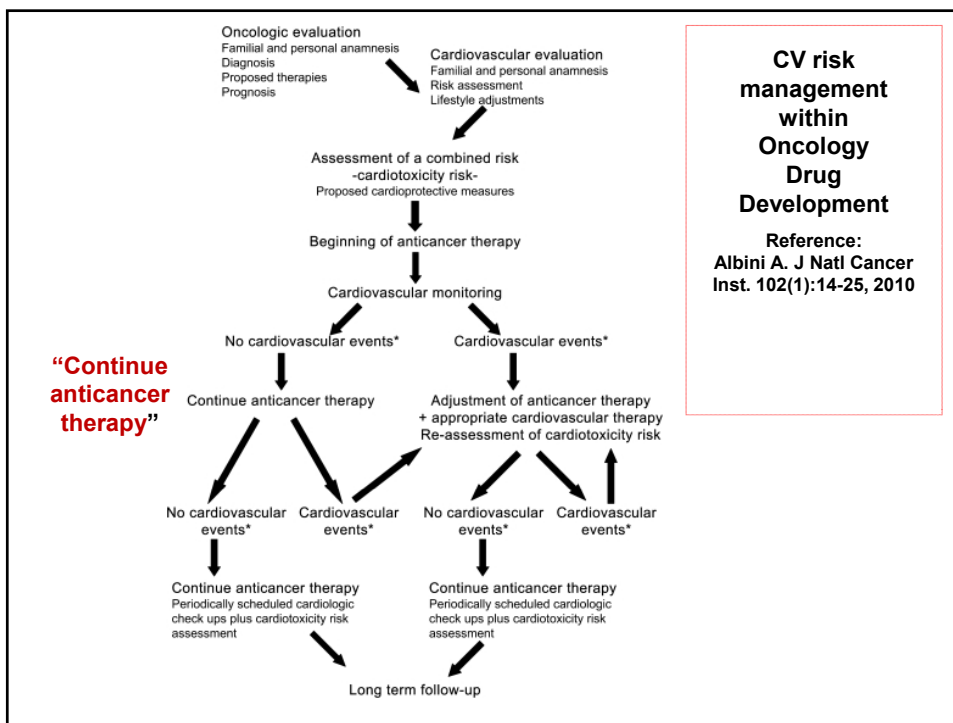 Oncologic evaluation
Familial and personal anamnesis
Diagnosis
Proposed therapies
Prognosis
Cardiovascular evaluation
Familial and personal anamnesis
Risk assessment
Lifestyle adjustments
Assessment of a combined risk
-cardiotoxicity risk-
Proposed cardioprotective measures
Beginning of anticancer therapy
Cardiovascular monitoring
No cardiovascular events*
Cardiovascular events*
“Continue
anticancer
therapy”
Continue anticancer therapy
Adjustment of anticancer therapy
+ appropriate cardiovascular therapy
Re-assessment of cardiotoxicity risk
No cardiovascular
events*
Cardiovascular
events*
No cardiovascular
events*
Cardiovascular
events*
Continue anticancer therapy
Periodically scheduled cardiologic
check ups plus cardiotoxicity risk
assessment
Continue anticancer therapy
Periodically scheduled cardiologic
check ups plus cardiotoxicity risk
assessment
Long term follow-up
CV risk
management
within
Oncology
Drug
Development
Reference:
Albini A. J Natl Cancer
Inst. 102(1):14-25, 2010